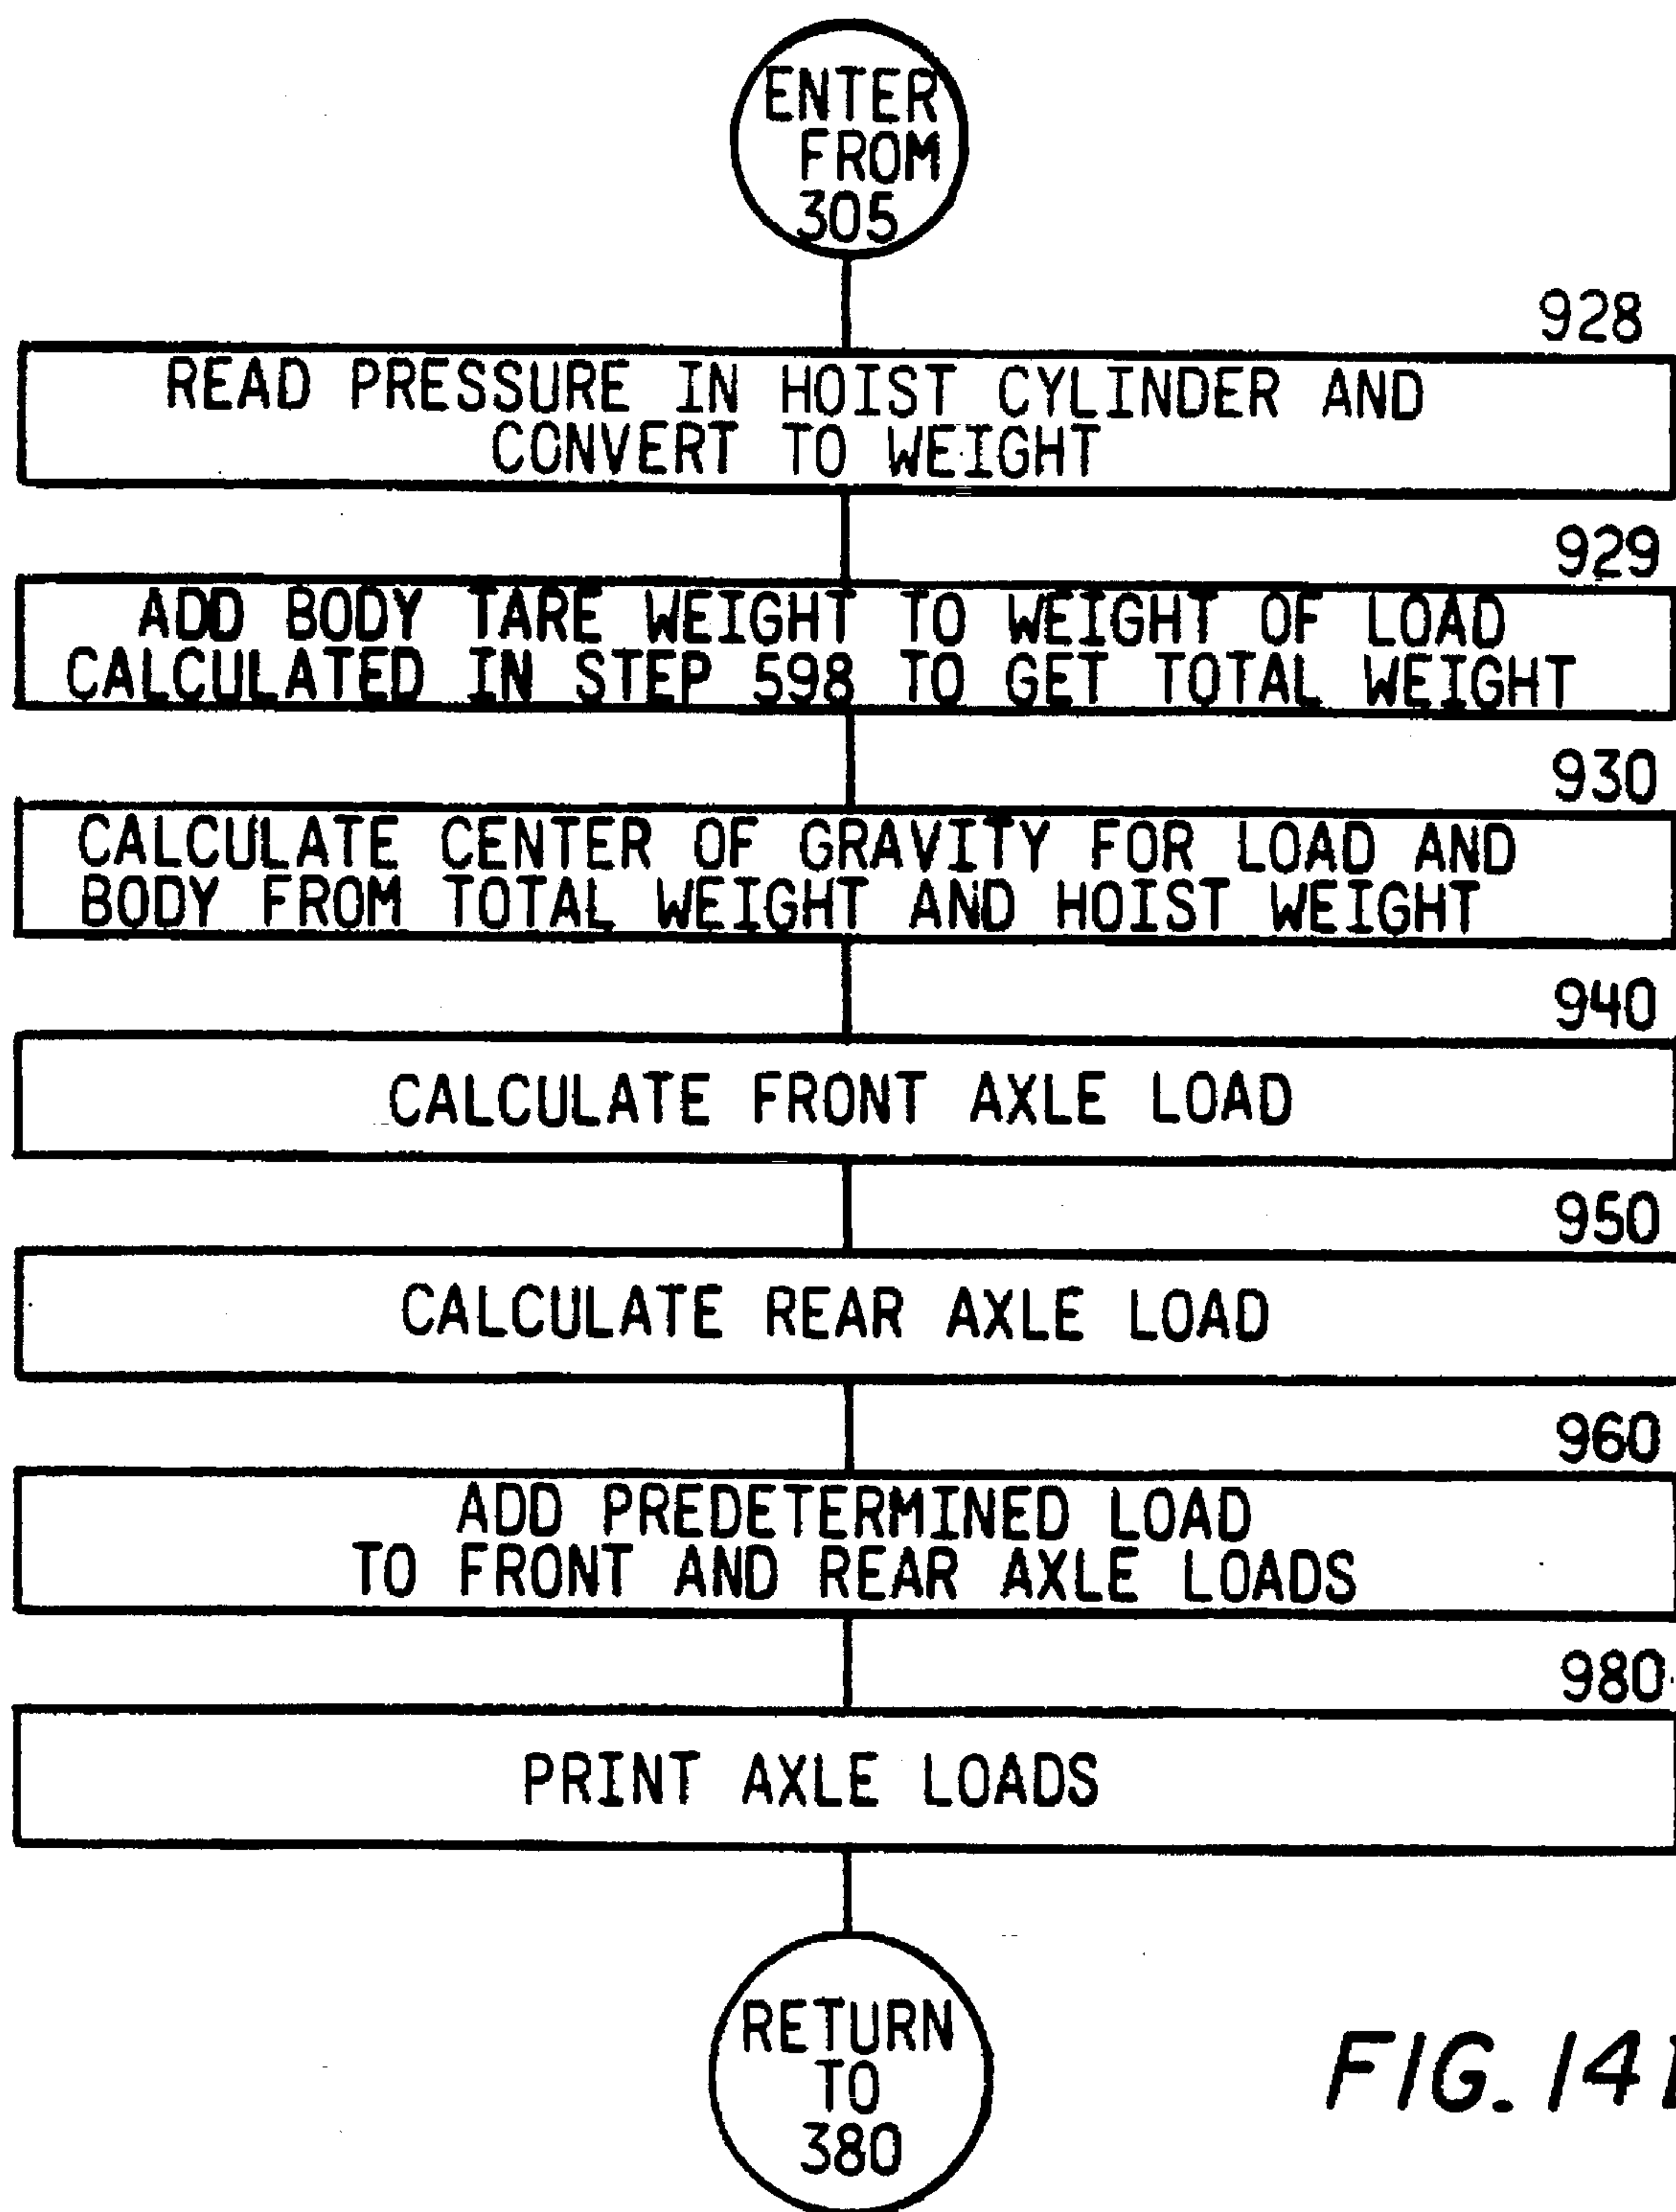 ENTER
FROM
305
928
READ PRESSURE IN HOIST CYLINDER AND
CONVERT TO WEIGHT
929
ADD BODY TARE WEIGHT TO WEIGHT OF LOAD
CALCULATED IN STEP 598 TO GET TOTAL WEIGHT
930
CALCULATE CENTER OF GRAVITY FOR LOAD AND
BODY FROM TOTAL WEIGHT AND HOIST WEIGHT
940
CALCULATE FRONT AXLE LOAD
950
CALCULATE REAR AXLE LOAD
960
ADD PREDETERMINED LOAD
TO FRONT AND REAR AXLE LOADS
980
PRINT AXLE LOADS
RETURN
TO
380
FIG.